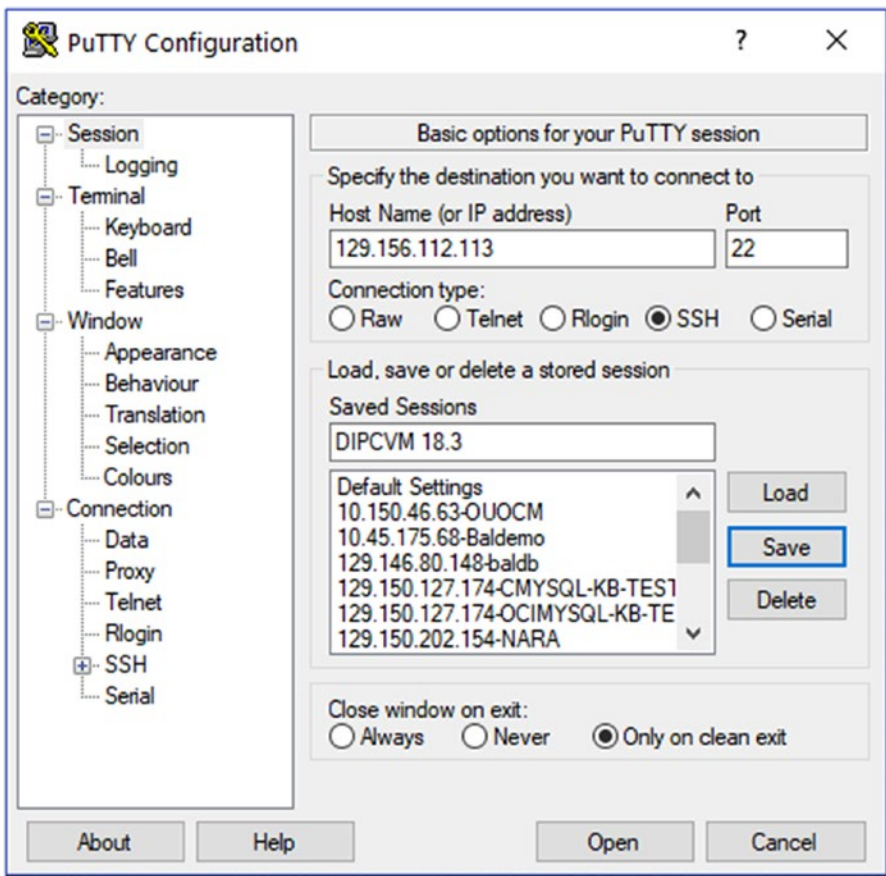 PuTTY Configuration
?
Category:
Session
Logging
Terminal
Keyboard
Bell
Features
Window
Appearance
Behaviour
Translation
Selection
Colours
Connection
Data
Proxy
Telnet
Rlogin
SSH
Serial
Basic options for your PuTTY session
Specify the destination you want to connect to
Host Name (or IP address) Port
129.156.112.113 22
Connection type:
Raw Telnet Rlogin SSH Serial
Load, save or delete a stored session
Saved Sessions
DIPCVM 18.3
Default Settings
10.150.46.63-OUOCM
10.45.175.68-Baldemo
129.146.80.148-baldb
129.150.127.174-CMYSQL-KB-TEST
129.150.127.174-OCIMYSQL-KB-TE
129.150.202.154-NARA
Load
Save
Delete
Close window on exit:
Always Never Only on clean exit
About Help Open Cancel